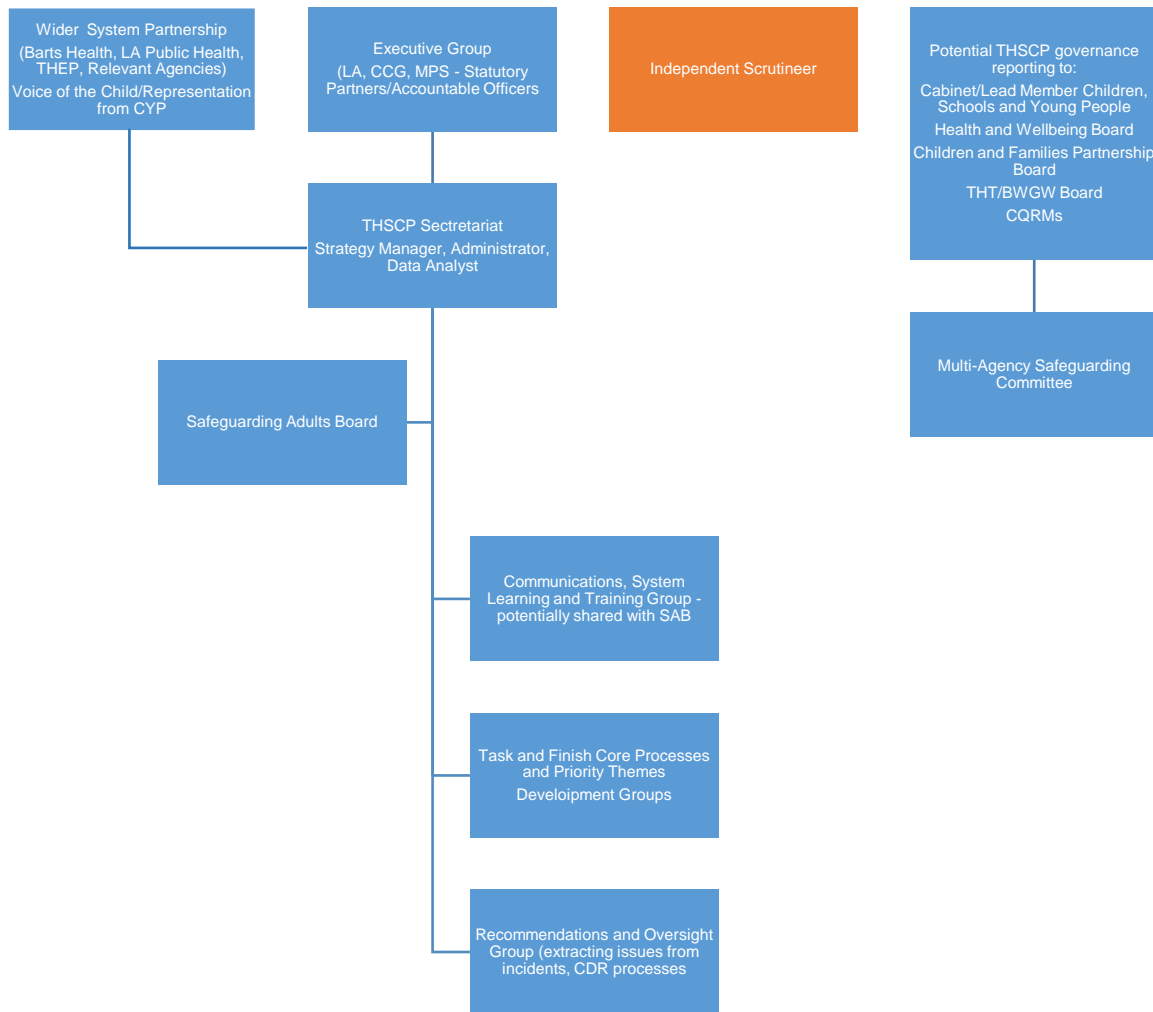 Wider System Partnership
(Barts Health, LA Public Health,
THEP, Relevant Agencies)
Voice of the Child/Representation
from CYP
Executive Group
(LA, CCG, MPS - Statutory
Partners/Accountable Officers
Independent Scrutineer
Potential THSCP governance
reporting to:
Cabinet/Lead Member Children,
Schools and Young People
Health and Wellbeing Board
Children and Families Partnership
Board
THT/BWGW Board
CQRMs
THSCP Sectretariat
Strategy Manager, Administrator,
Data Analyst
Multi-Agency Safeguarding
Committee
Safeguarding Adults Board
Communications, System
Learning and Training Group -
potentially shared with SAB
Task and Finish Core Processes
and Priority Themes
Develoipment Groups
Recommendations and Oversight
Group (extracting issues from
incidents, CDR processes